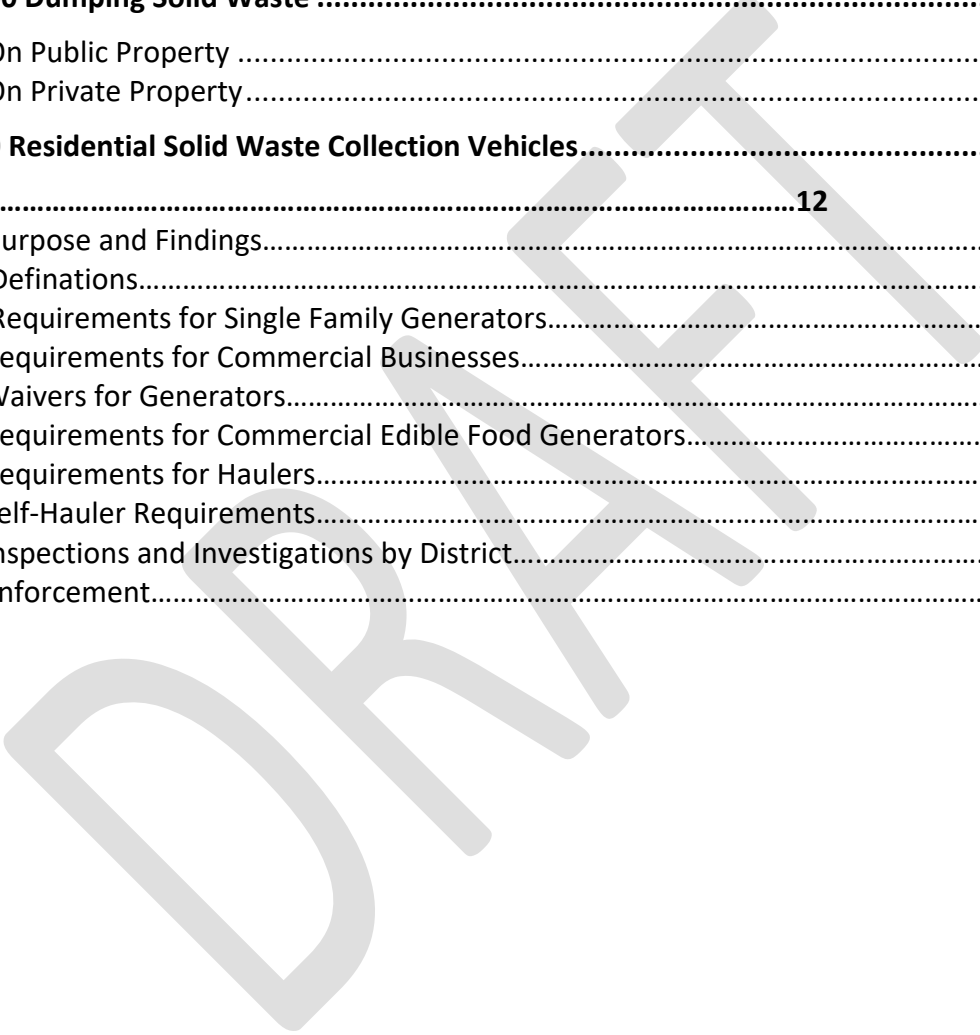 o Dumping Solid Waste ..............................................................................
On Public Property ..............................................................................
On Private Property..............................................................................
Residential Solid Waste Collection Vehicles..................................................
..............................................................................12
urpose and Findings..............................................................................
Definations..............................................................................
Requirements for Single Family Generators..................................................
equirements for Commercial Businesses..................................................
Waivers for Generators..............................................................................
equirements for Commercial Edible Food Generators........................................
equirements for Haulers..............................................................................
elf-Hauler Requirements..............................................................................
nspections and Investigations by District..................................................
nforcement..............................................................................
DRAFT